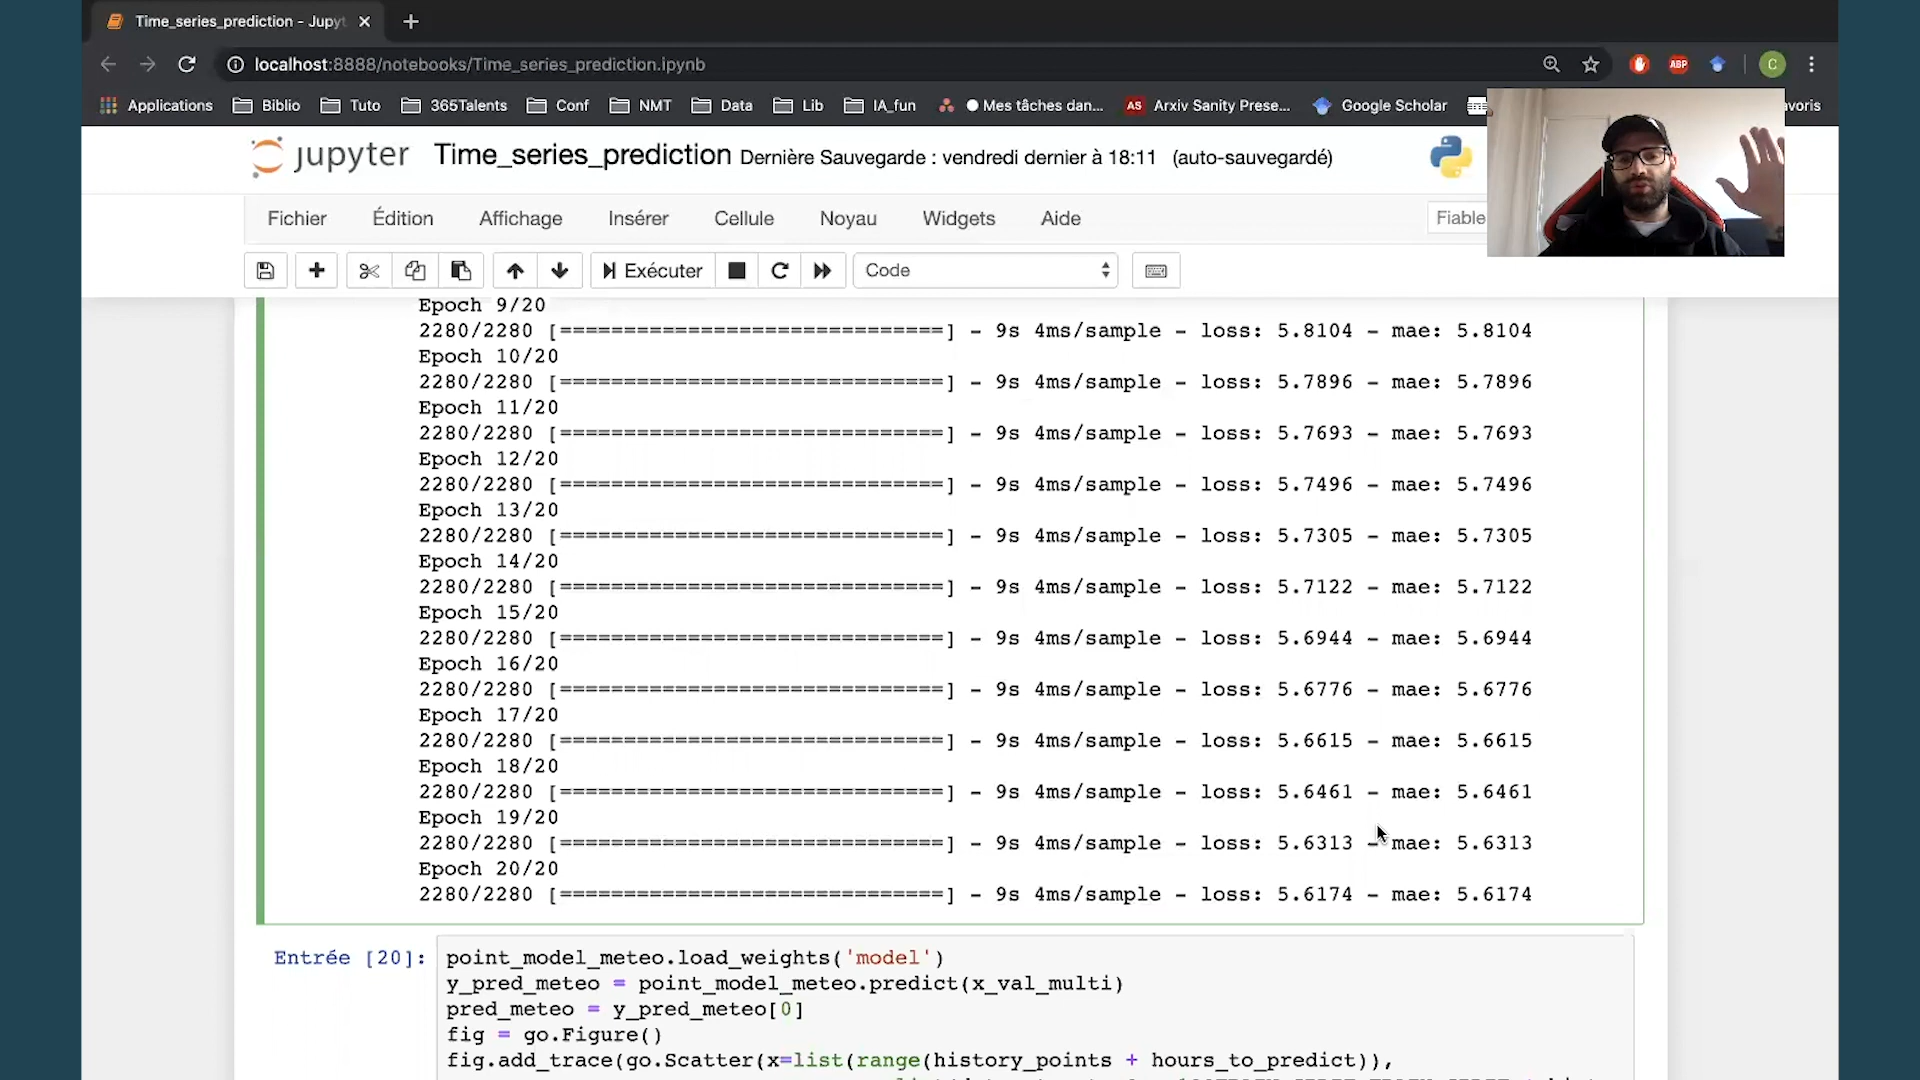 Time_series_prediction - Jupyt
localhost:8888/notebooks/Time_series_prediction.ipynb
ABP
C
Applications Biblio Tuto 365Talents Conf NMT Data Lib IA_fun Mes tâches dan... AS Arxiv Sanity Prese... Google Scholar avoris
jupyter Time_series_prediction Dernière Sauvegarde : vendredi dernier à 18:11 (auto-sauvegardé)
Fichier Édition Affichage Insérer Cellule Noyau Widgets Aide Fiable
Exécuter Code
Epoch 9/20
2280/2280 [==============================] - 9s 4ms/sample - loss: 5.8104 - mae: 5.8104
Epoch 10/20
2280/2280 [==============================] - 9s 4ms/sample - loss: 5.7896 - mae: 5.7896
Epoch 11/20
2280/2280 [==============================] - 9s 4ms/sample - loss: 5.7693 - mae: 5.7693
Epoch 12/20
2280/2280 [==============================] - 9s 4ms/sample - loss: 5.7496 - mae: 5.7496
Epoch 13/20
2280/2280 [==============================] - 9s 4ms/sample - loss: 5.7305 - mae: 5.7305
Epoch 14/20
2280/2280 [==============================] - 9s 4ms/sample - loss: 5.7122 - mae: 5.7122
Epoch 15/20
2280/2280 [==============================] - 9s 4ms/sample - loss: 5.6944 - mae: 5.6944
Epoch 16/20
2280/2280 [==============================] - 9s 4ms/sample - loss: 5.6776 - mae: 5.6776
Epoch 17/20
2280/2280 [==============================] - 9s 4ms/sample - loss: 5.6615 - mae: 5.6615
Epoch 18/20
2280/2280 [==============================] - 9s 4ms/sample - loss: 5.6461 - mae: 5.6461
Epoch 19/20
2280/2280 [==============================] - 9s 4ms/sample - loss: 5.6313 - mae: 5.6313
Epoch 20/20
2280/2280 [==============================] - 9s 4ms/sample - loss: 5.6174 - mae: 5.6174
Entrée [20]: point_model_meteo.load_weights('model')
y_pred_meteo = point_model_meteo.predict(x_val_multi)
pred_meteo = y_pred_meteo[0]
fig = go.Figure()
fig.add_trace(go.Scatter(x=list(range(history_points + hours_to_predict)),